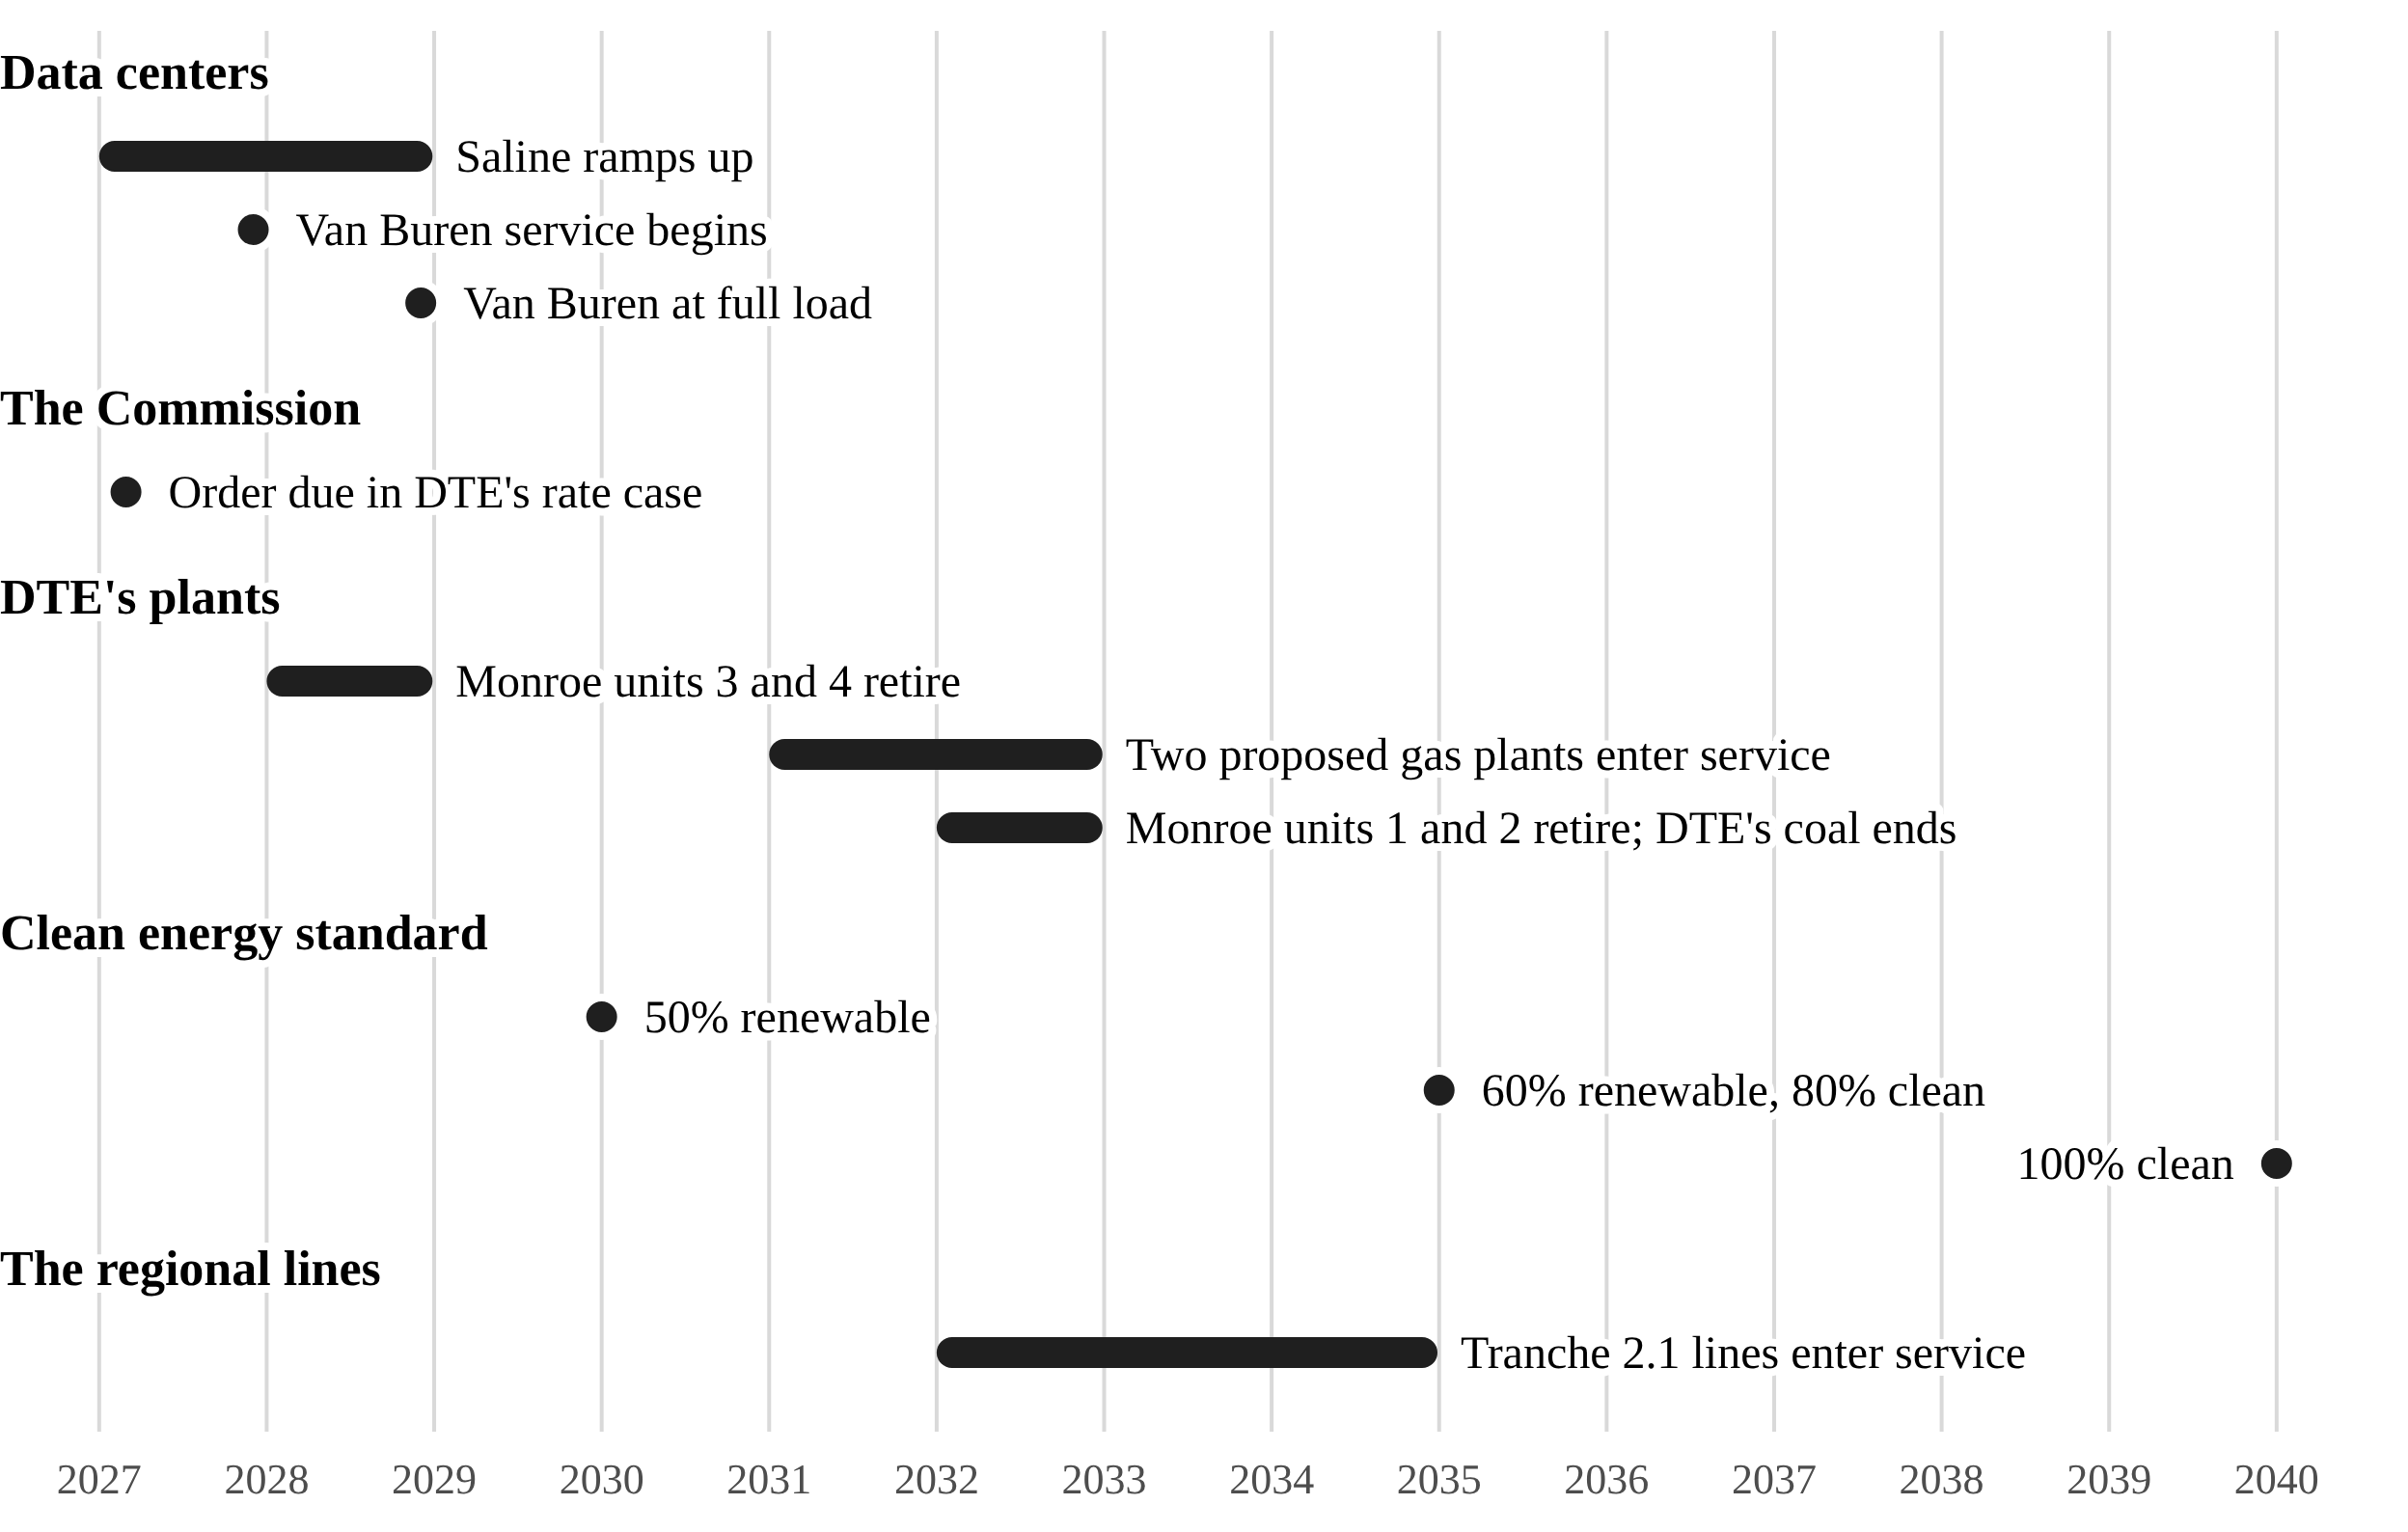 Data centers
Saline ramps up
Van Buren service begins
Van Buren at full load
The Commission
Order due in DTE's rate case
DTE's plants
Monroe units 3 and 4 retire
Two proposed gas plants enter service
Monroe units 1 and 2 retire; DTE's coal ends
Clean energy standard
50% renewable
60% renewable, 80% clean
100% clean
The regional lines
Tranche 2.1 lines enter service
2027 2028 2029 2030 2031 2032 2033 2034 2035 2036 2037 2038 2039 2040